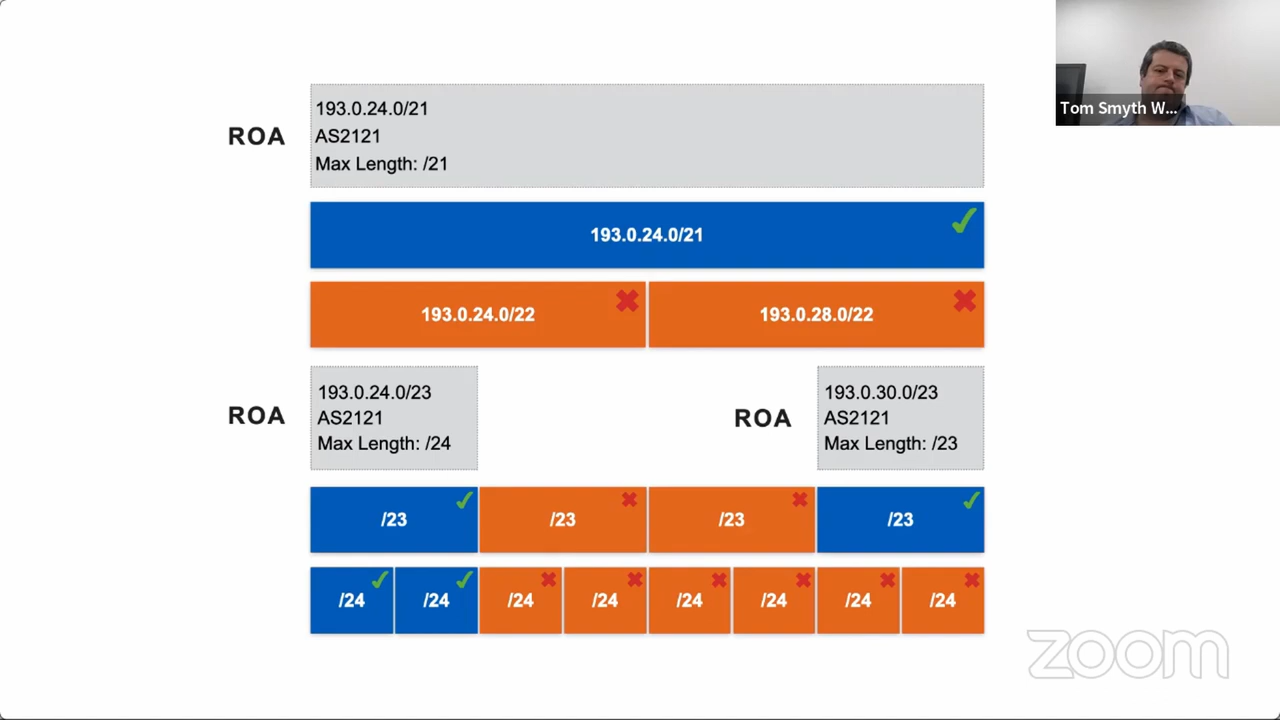 Tom Smyth W...
ROA
193.0.24.0/21
AS2121
Max Length: /21
193.0.24.0/21
193.0.24.0/22 193.0.28.0/22
ROA
193.0.24.0/23
AS2121
Max Length: /24
ROA
193.0.30.0/23
AS2121
Max Length: /23
/23 /23 /23 /23
/24 /24 /24 /24 /24 /24 /24 /24
zoom